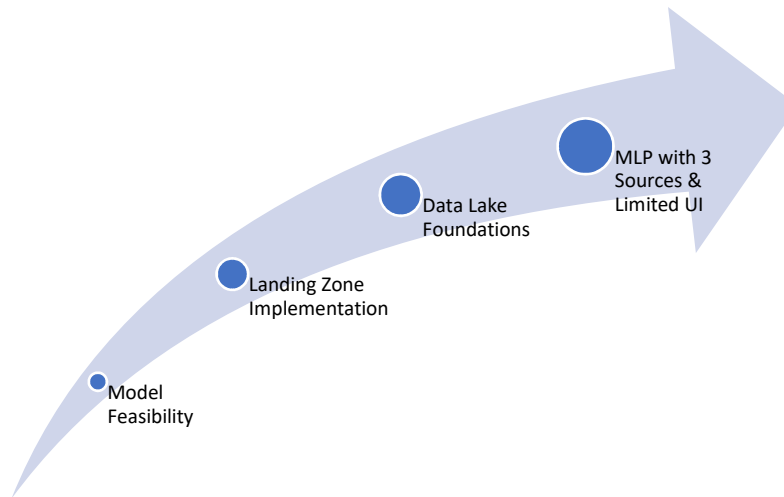 MLP with 3
Sources &
Limited UI
Data Lake
Foundations
Landing Zone
Implementation
Model
Feasibility